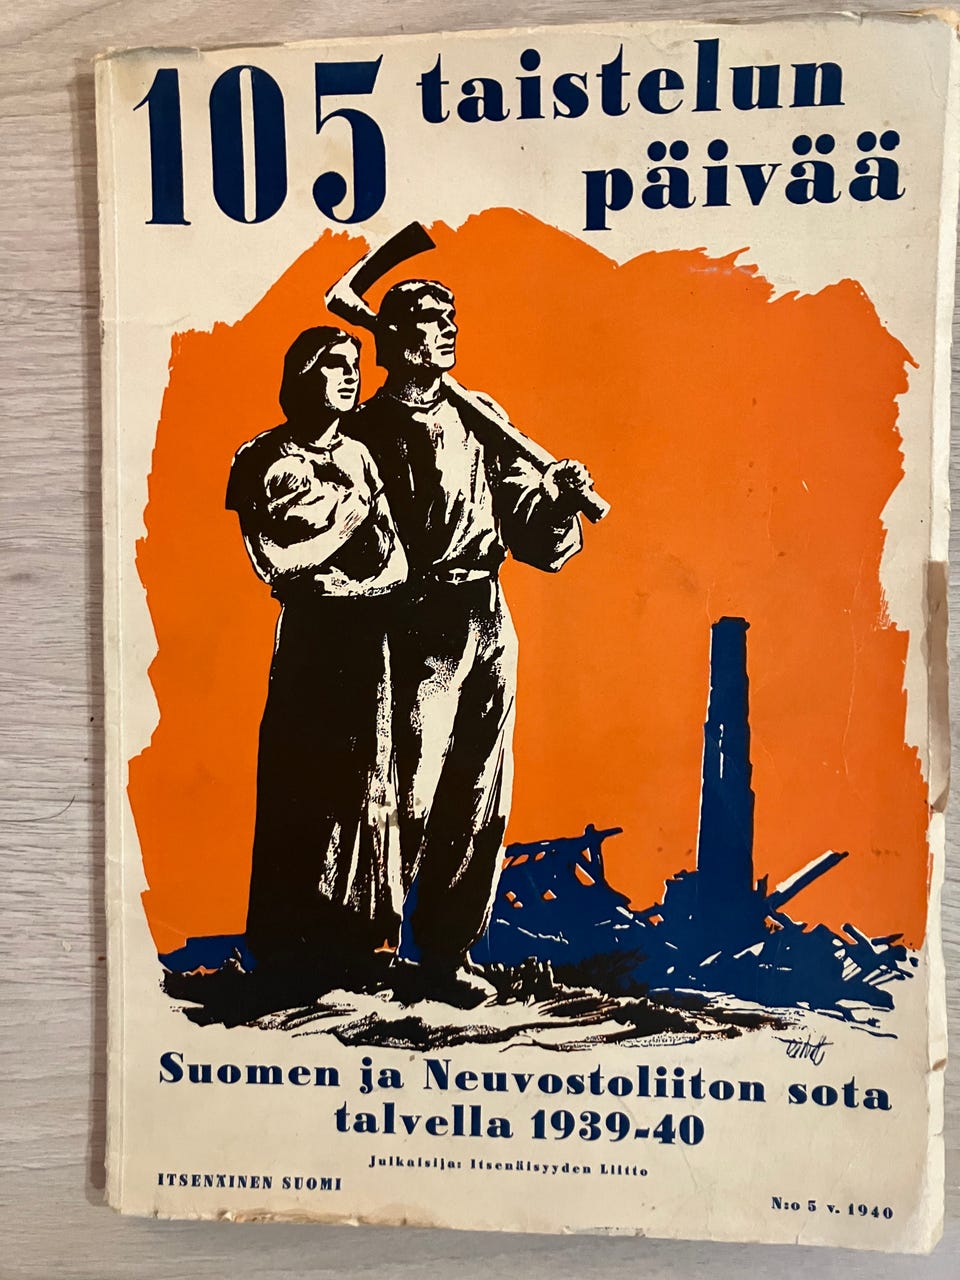 105 taistelun
päivää
Suomen ja Neuvostoliiton sota
talvella 1939-40
Julkaisija: Itsenäisyyden Liitto
ITSENÄINEN SUOMI
N:o 5 v. 1940